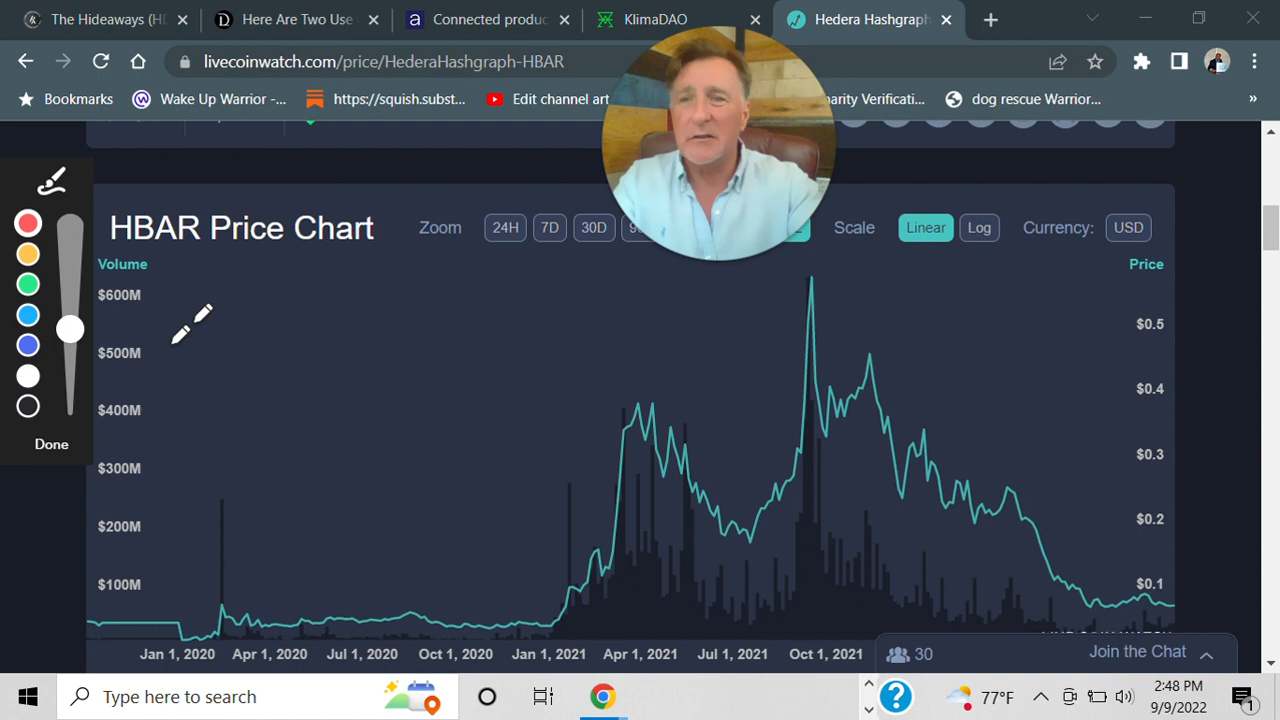 The Hideaways (HD
Here Are Two Use
Connected produc
KlimaDAO
Hedera Hashgraph
livecoinwatch.com/price/HederaHashgraph-HBAR
Bookmarks
Wake Up Warrior -...
https://squish.subst...
Edit channel art
arity Verificati...
dog rescue Warrior...
»
HBAR Price Chart
Zoom
24H
7D
30D
Scale
Linear
Log
Currency:
USD
Volume
Price
$600M
$500M
$400M
$300M
$200M
$100M
$0.5
$0.4
$0.3
$0.2
$0.1
Jan 1, 2020
Apr 1, 2020
Jul 1, 2020
Oct 1, 2020
Jan 1, 2021
Apr 1, 2021
Jul 1, 2021
Oct 1, 2021
Done
30
Join the Chat
Type here to search
77°F
2:48 PM
9/9/2022
1